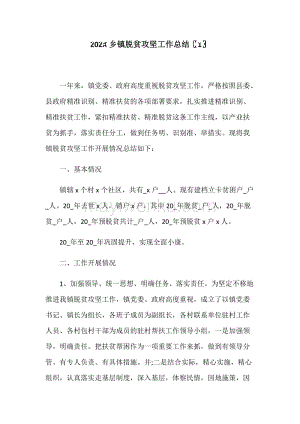 202x乡镇脱贫攻坚工作总结〖1〗
一年来，镇党委、政府高度重视脱贫攻坚工作，严格按照县委、
县政府精准识别、精准扶贫的各项部署要求，扎实推进精准识别、
精准扶贫工作，紧扣精准扶贫、精准脱贫这条工作主线，以产业扶
贫为抓手，落实责任分工，做到任务明、识别准、举措实。现将我
镇脱贫攻坚工作开展情况总结如下：
一、基本情况
镇辖x个村x个社区，共有_x户__人。现有建档立卡贫困户_户_
人，20_年去世x人，销户x户；其中20_年脱贫_户_人，20_年脱
贫_户_人，20_年预脱贫共计_户_人，20_年预脱贫x户x人。
20_年至20_年巩固提升，实现全面小康。
二、工作开展情况
1、加强领导，统一思想，明确任务、落实责任。为坚定不移地
推进我镇脱贫攻坚工作，镇党委、政府高度重视，成立了以镇党委
书记、镇长为组长，各班子成员为副组长，各村联系单位驻村工作
人员、各村包村干部为成员的驻村帮扶工作领导小组，一是加强领
导，明确责任。把扶贫帮困作为一项重要工作来抓，做到有领导分
管、有专人负责、有具体措施。并;二是结合实际，精心实施、精心
组织，认真落实走基层制度，深入基层，体察民情，因地施策，因